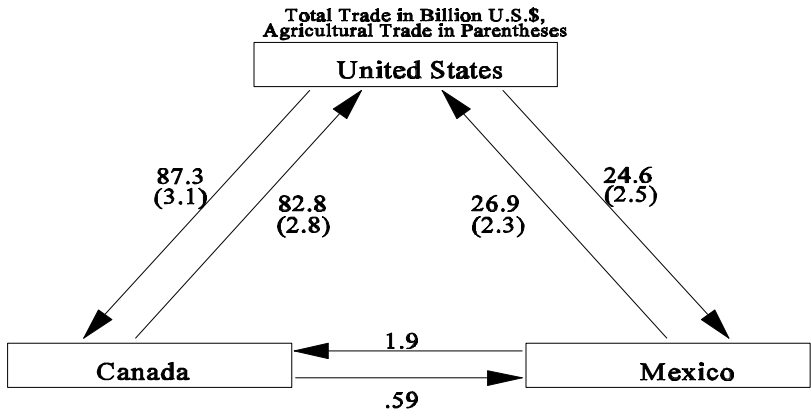 Total Trade in Billion U.S.$,
Agricultural Trade in Parentheses
United States
87.3
(3.1)
82.8
(2.8)
26.9
(2.3)
24.6
(2.5)
1.9
Canada
Mexico
.59